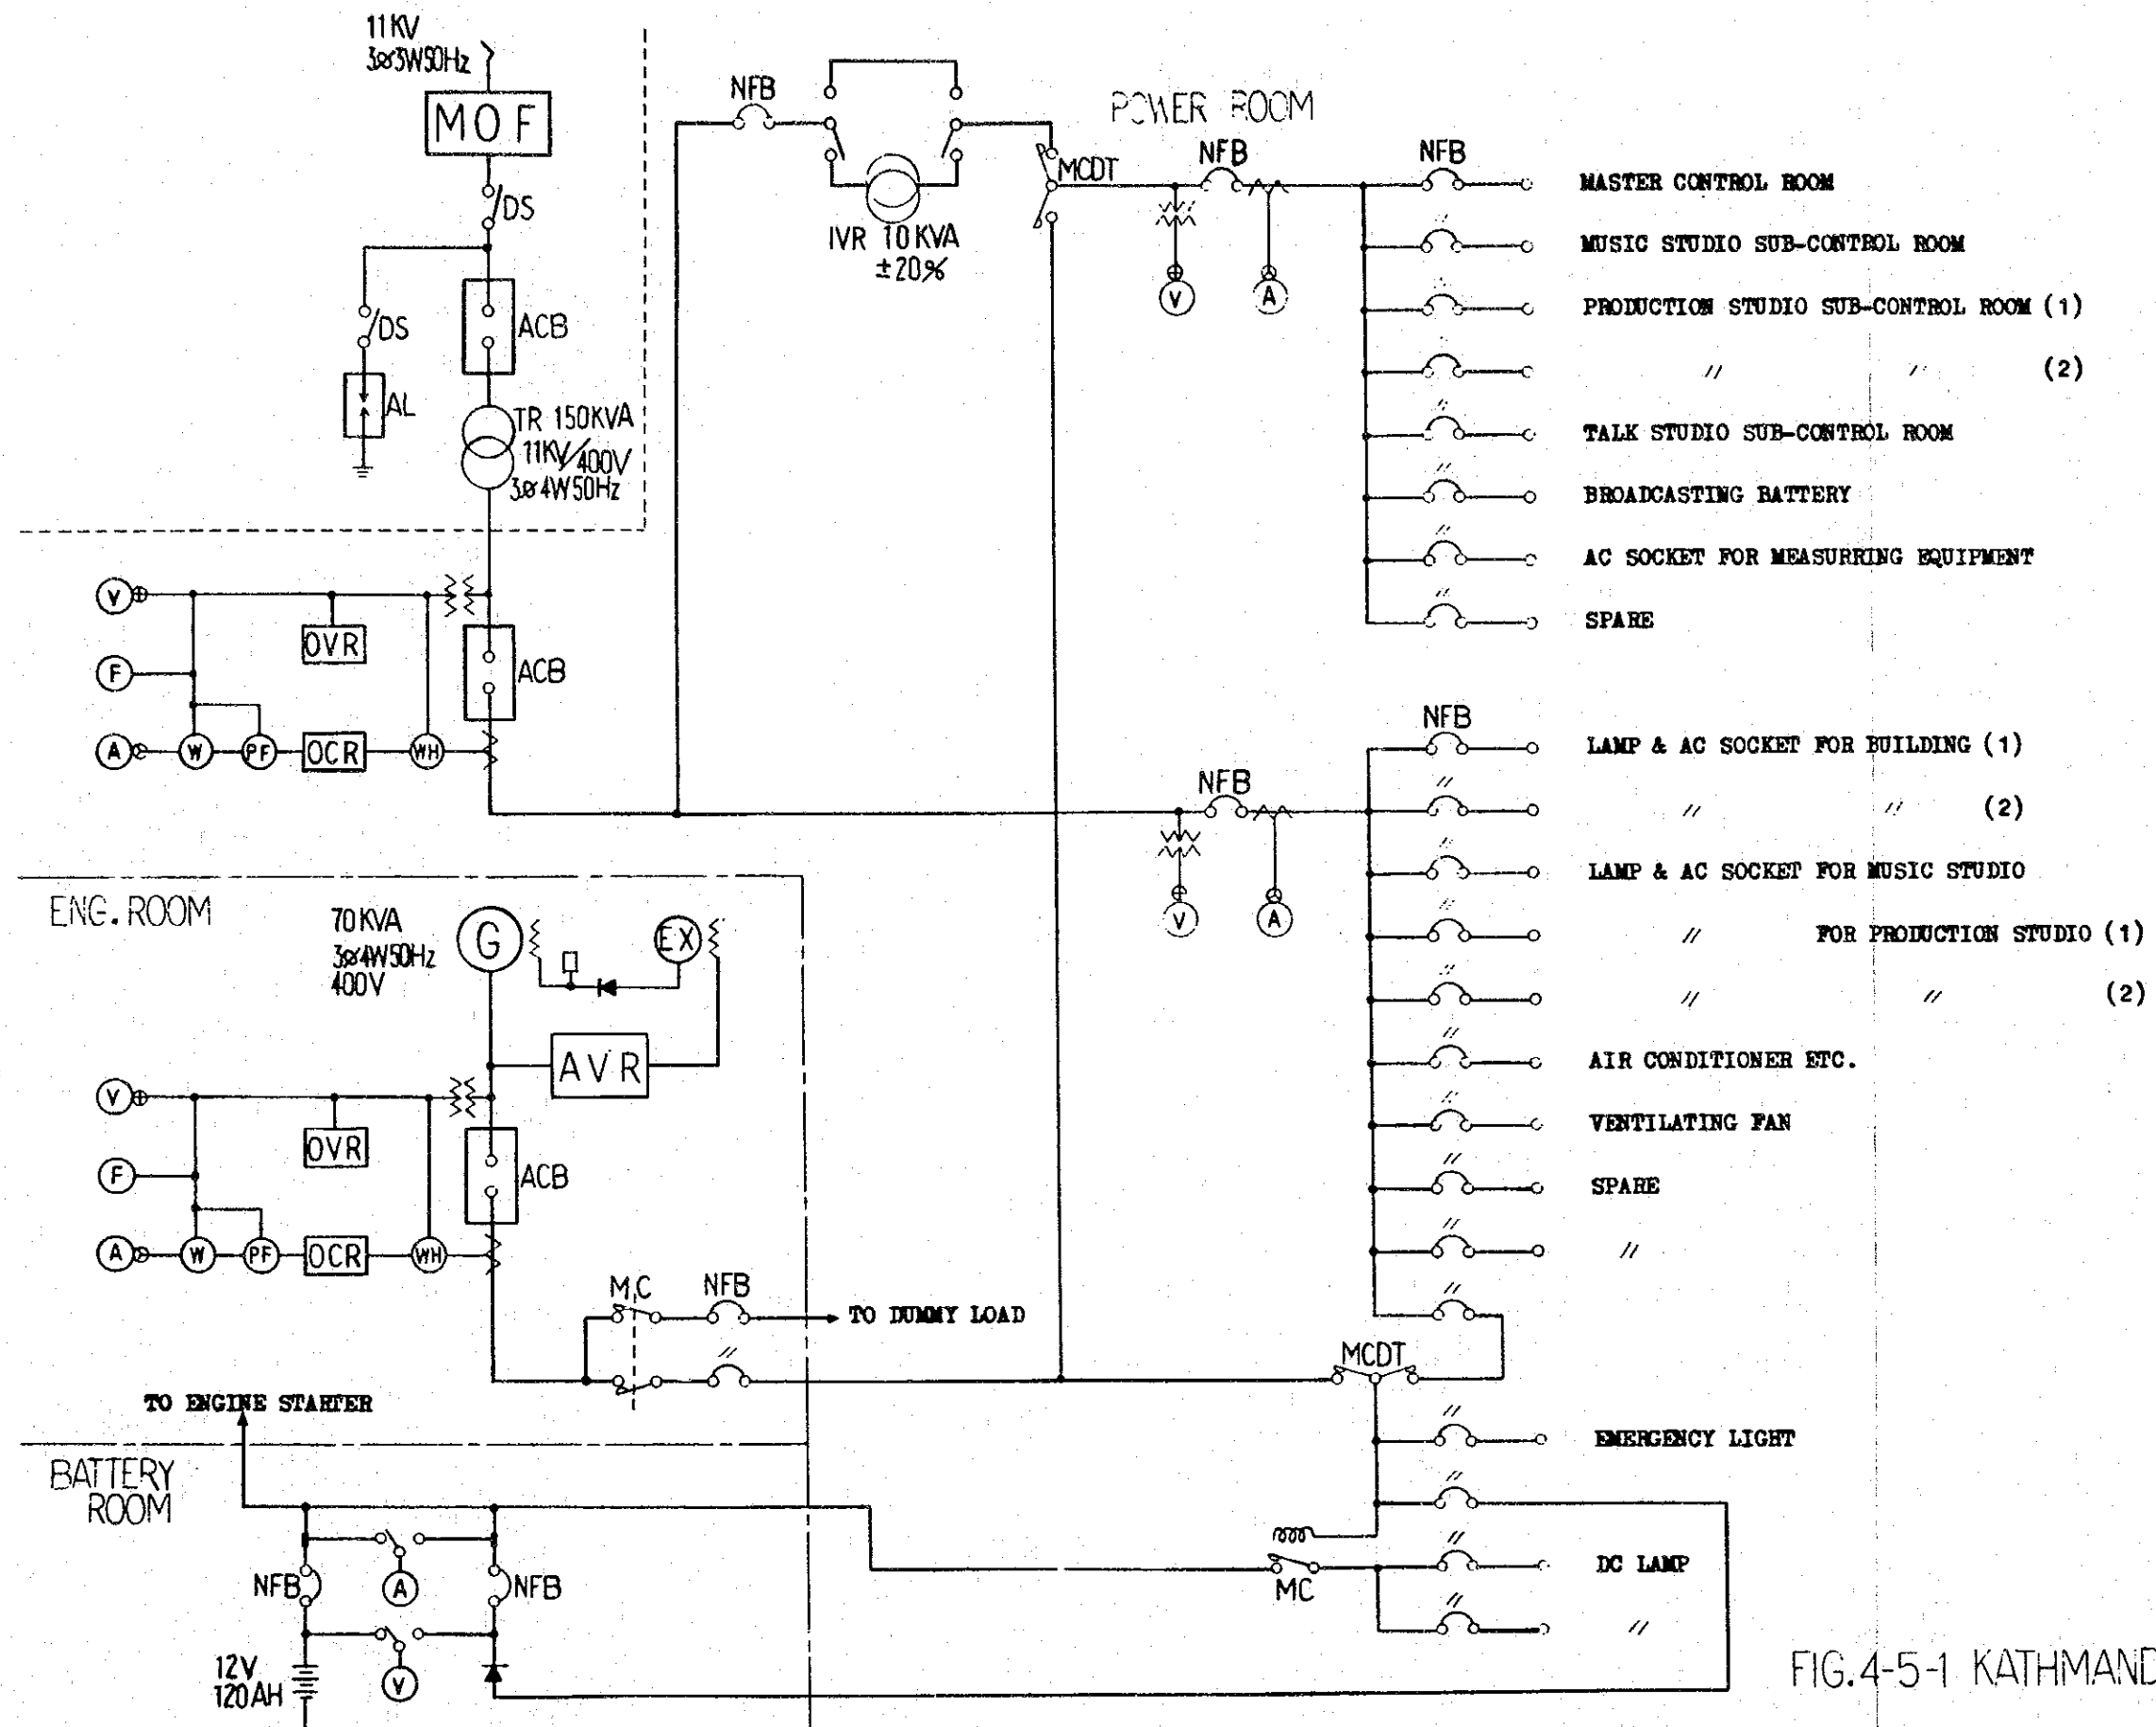 11KV
3ø3W50Hz
MOF
DS
DS
ACB
AL
TR 150KVA
11KV/400V
3ø4W50Hz
V
OVR
F
ACB
A
W
PF
OCR
WH
NFB
IVR 10KVA
±20%
POWER ROOM
MCDT
NFB
V
A
NFB
MASTER CONTROL ROOM
〃
MUSIC STUDIO SUB-CONTROL ROOM
〃
PRODUCTION STUDIO SUB-CONTROL ROOM (1)
〃
〃 〃 (2)
〃
TALK STUDIO SUB-CONTROL ROOM
〃
BROADCASTING BATTERY
〃
AC SOCKET FOR MEASURRING EQUIPMENT
〃
SPARE
NFB
V
A
NFB
LAMP & AC SOCKET FOR BUILDING (1)
〃
〃 〃 (2)
〃
LAMP & AC SOCKET FOR MUSIC STUDIO
〃
〃 FOR PRODUCTION STUDIO (1)
〃
〃 〃 (2)
〃
AIR CONDITIONER ETC.
〃
VENTILATING FAN
〃
SPARE
〃
〃
〃
MCDT
〃
EMERGENCY LIGHT
〃
〃
MC
DC LAMP
〃
〃
ENG. ROOM
70KVA
3ø4W50Hz
400V
G
EX
AVR
V
OVR
F
ACB
A
W
PF
OCR
WH
MC
NFB
TO DUMMY LOAD
〃
TO ENGINE STARTER
BATTERY
ROOM
NFB
A
NFB
12V
120AH
V
FIG.4-5-1 KATHMAND